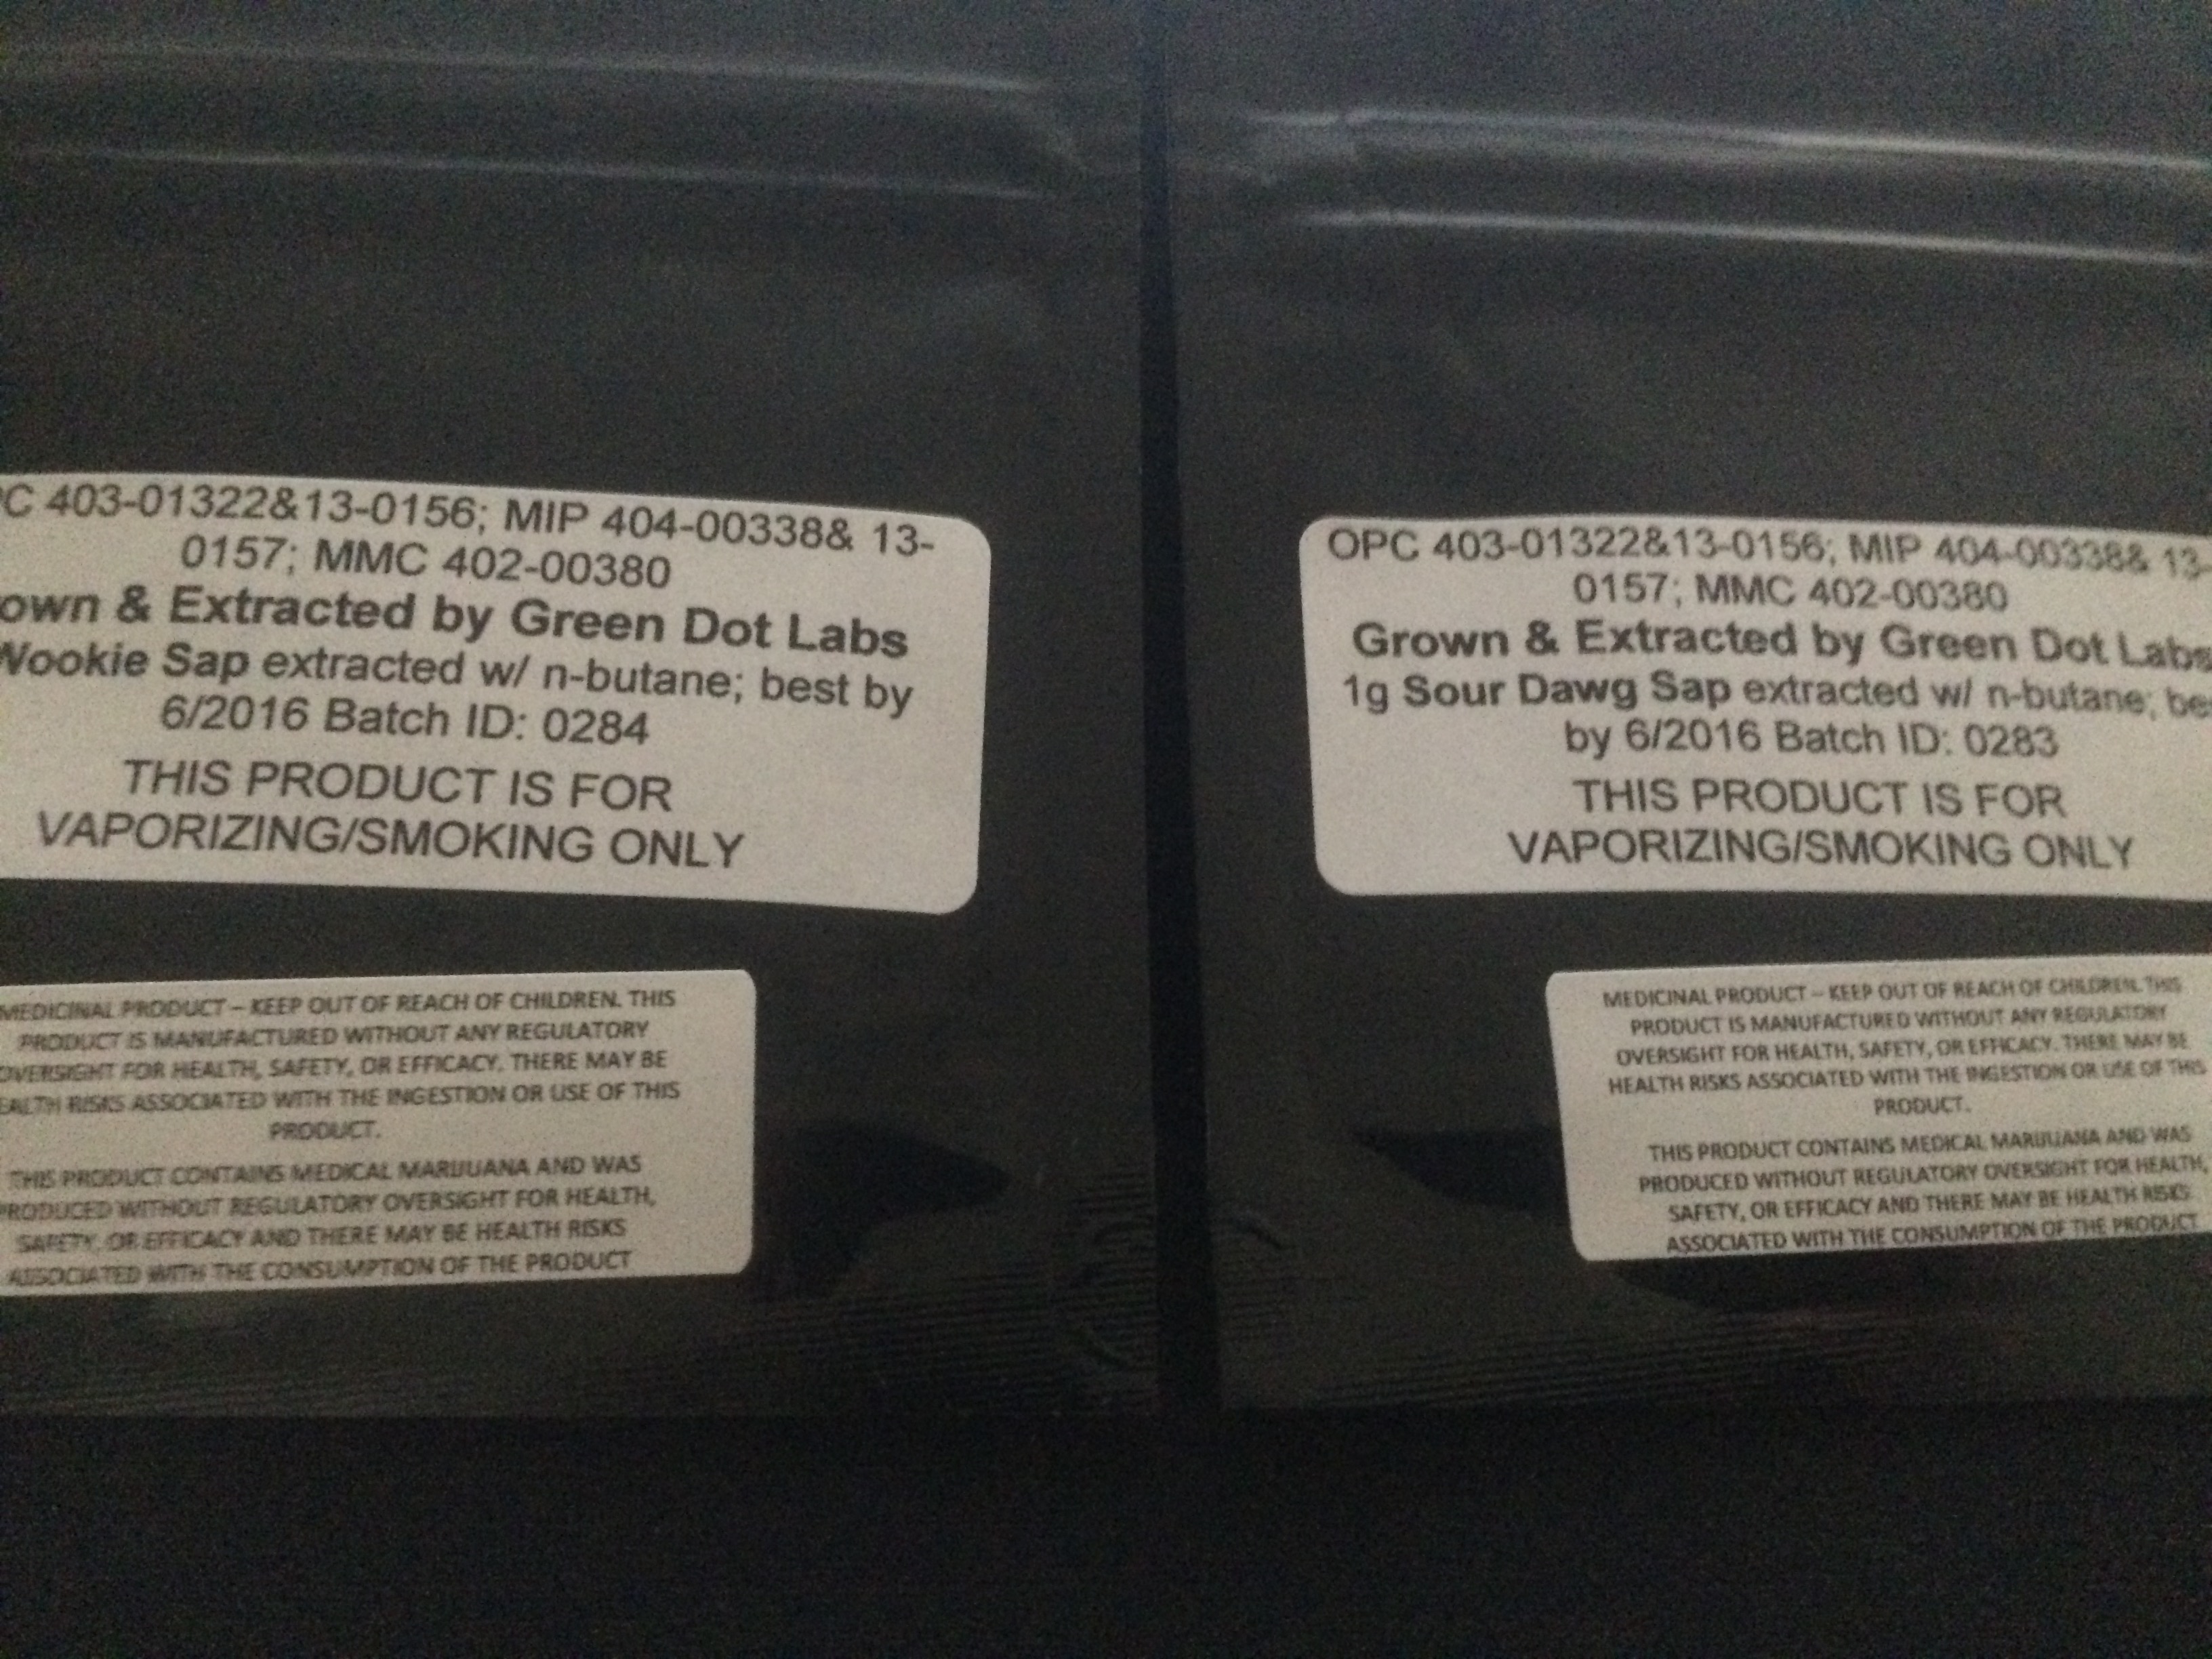 C 403-01322&13-0156; MIP 404-00338& 13-
0157; MMC 402-00380
own & Extracted by Green Dot Labs
Wookie Sap extracted w/ n-butane; best by
6/2016 Batch ID: 0284
THIS PRODUCT IS FOR
VAPORIZING/SMOKING ONLY
MEDICINAL PRODUCT – KEEP OUT OF REACH OF CHILDREN. THIS
PRODUCT IS MANUFACTURED WITHOUT ANY REGULATORY
OVERSIGHT FOR HEALTH, SAFETY, OR EFFICACY. THERE MAY BE
EALTH RISKS ASSOCIATED WITH THE INGESTION OR USE OF THIS
PRODUCT.
THIS PRODUCT CONTAINS MEDICAL MARIJUANA AND WAS
RODUCED WITHOUT REGULATORY OVERSIGHT FOR HEALTH,
SAFETY, OR EFFICACY AND THERE MAY BE HEALTH RISKS
ASSOCIATED WITH THE CONSUMPTION OF THE PRODUCT
OPC 403-01322&13-0156; MIP 404-00338& 13-
0157; MMC 402-00380
Grown & Extracted by Green Dot Labs
1g Sour Dawg Sap extracted w/ n-butane; bes
by 6/2016 Batch ID: 0283
THIS PRODUCT IS FOR
VAPORIZING/SMOKING ONLY
MEDICINAL PRODUCT – KEEP OUT OF REACH OF CHILDREN. THIS
PRODUCT IS MANUFACTURED WITHOUT ANY REGULATORY
OVERSIGHT FOR HEALTH, SAFETY, OR EFFICACY. THERE MAY BE
HEALTH RISKS ASSOCIATED WITH THE INGESTION OR USE OF THIS
PRODUCT.
THIS PRODUCT CONTAINS MEDICAL MARIJUANA AND WAS
PRODUCED WITHOUT REGULATORY OVERSIGHT FOR HEALTH,
SAFETY, OR EFFICACY AND THERE MAY BE HEALTH RISKS
ASSOCIATED WITH THE CONSUMPTION OF THE PRODUCT